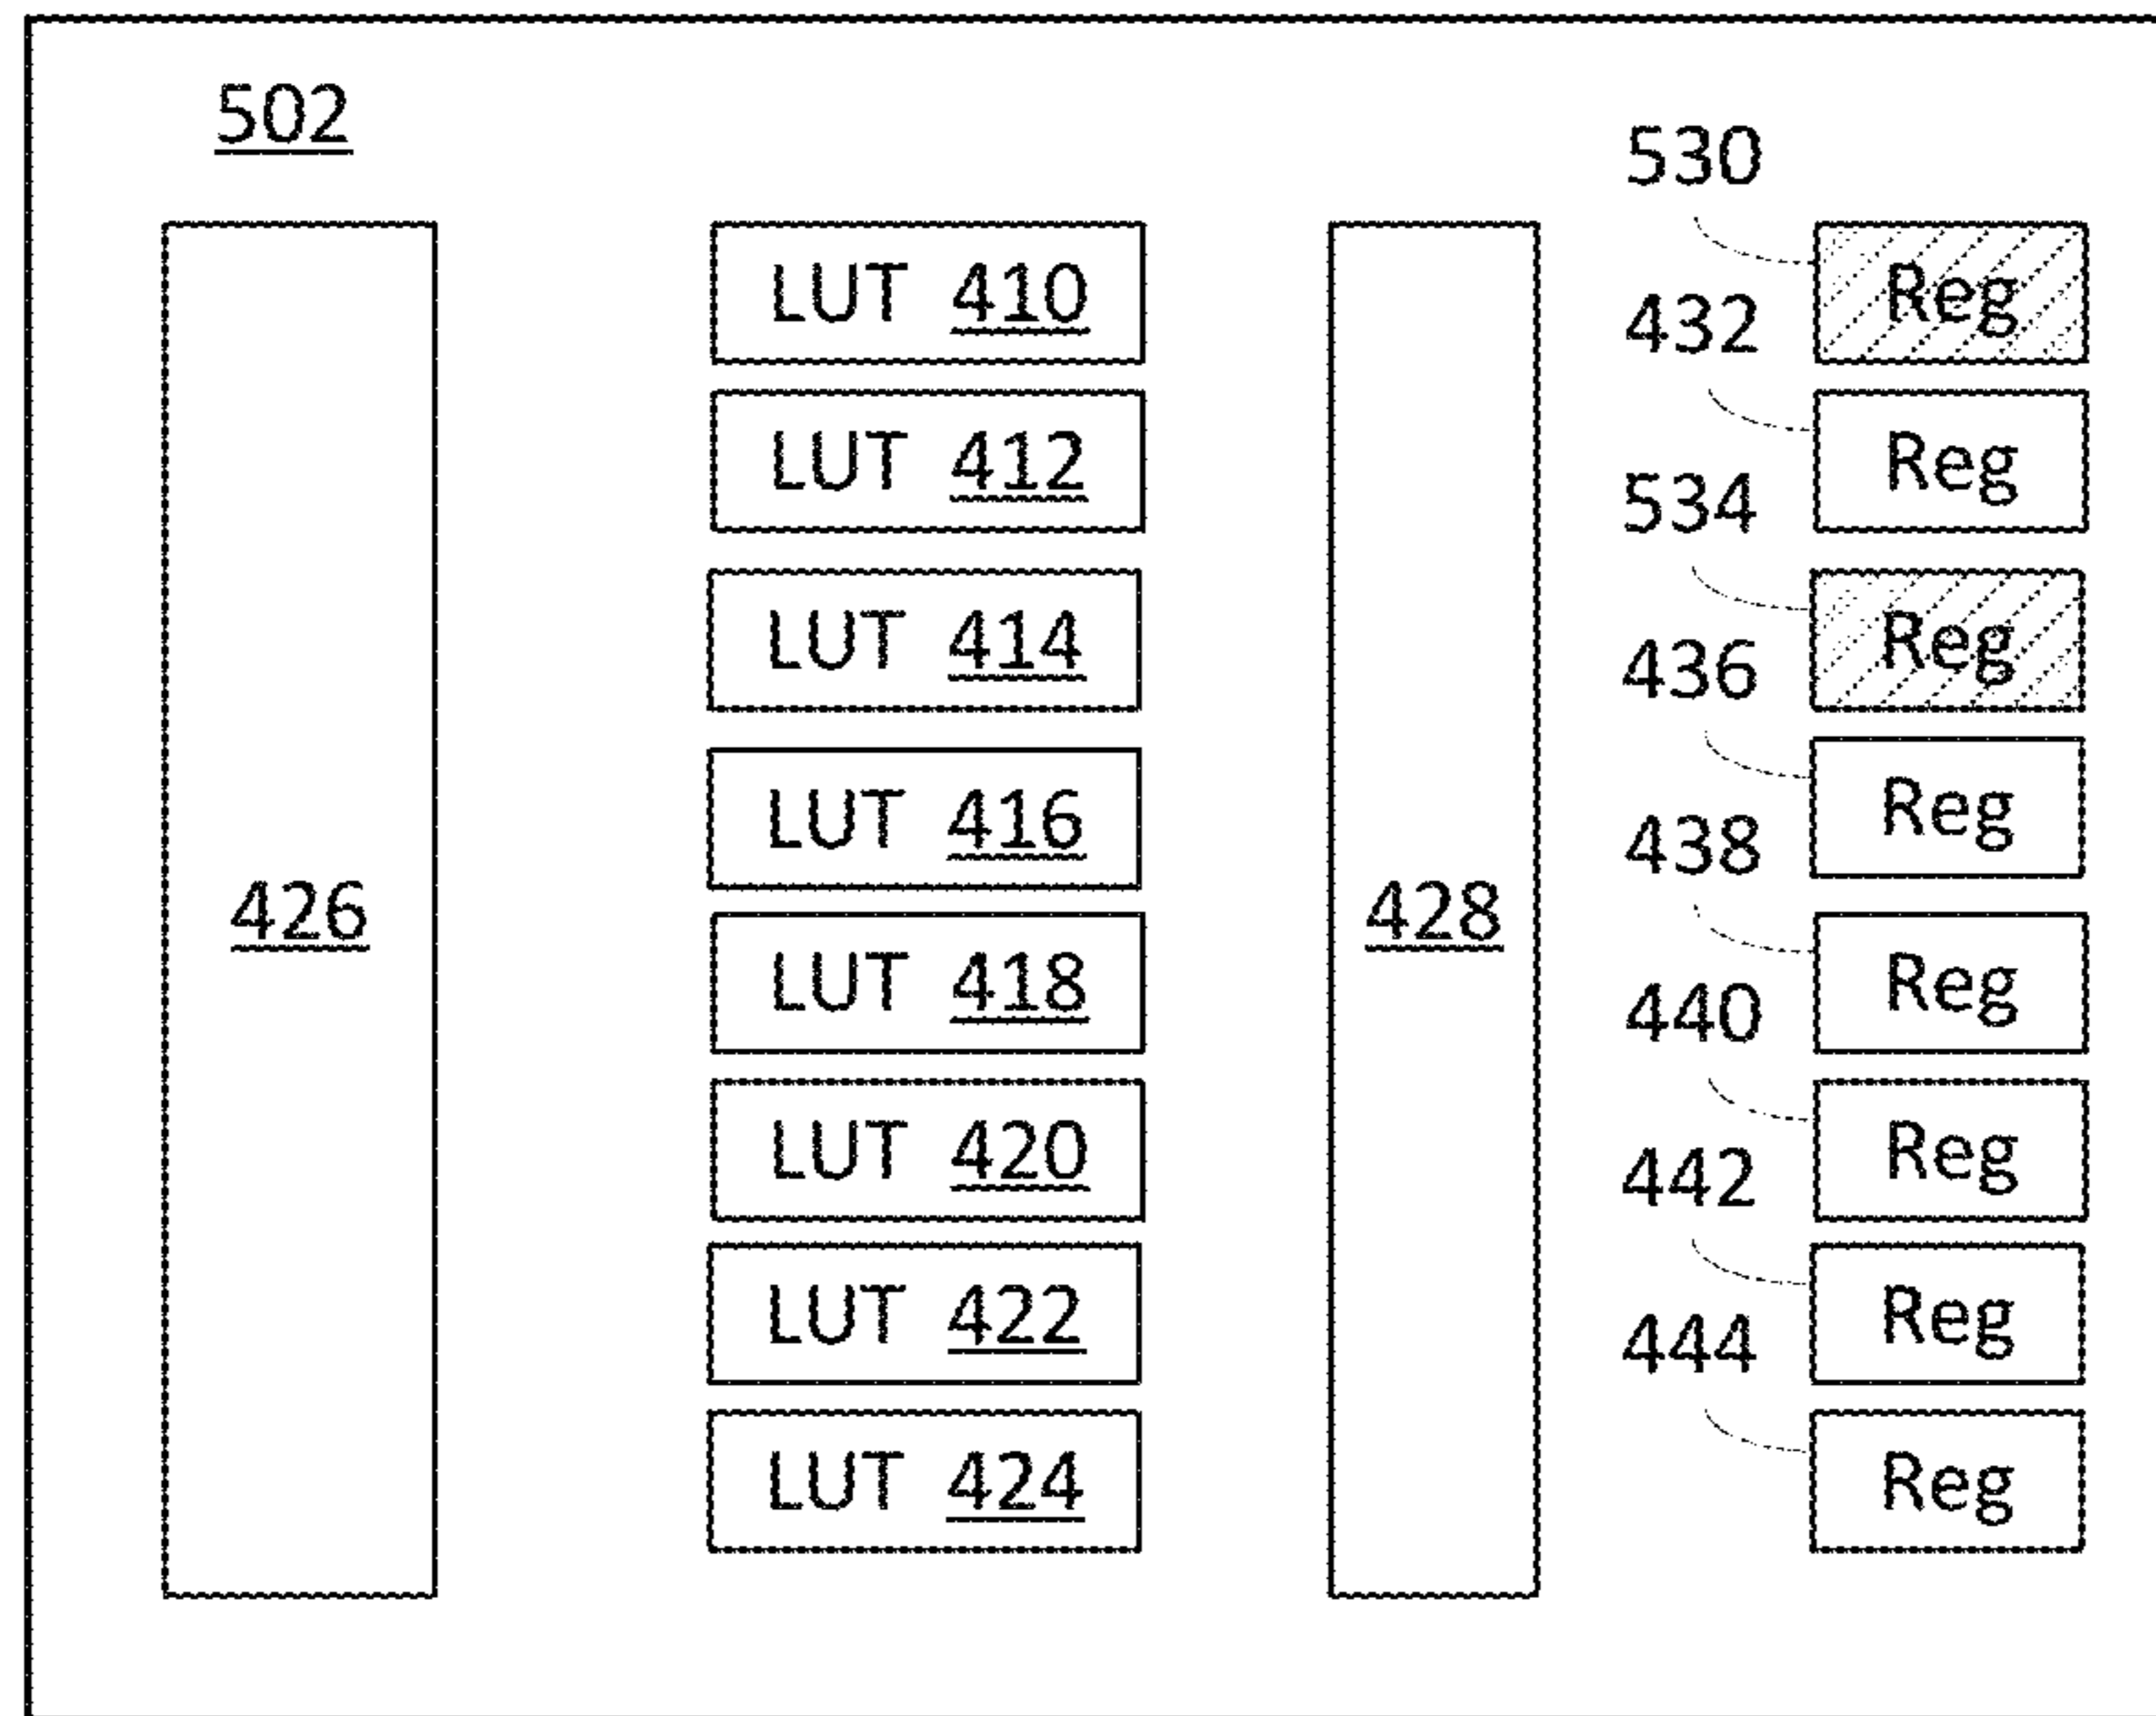 502
530
LUT 410
Reg
432
LUT 412
Reg
534
LUT 414
Reg
436
LUT 416
Reg
438
426
428
LUT 418
Reg
440
LUT 420
Reg
442
LUT 422
Reg
444
LUT 424
Reg